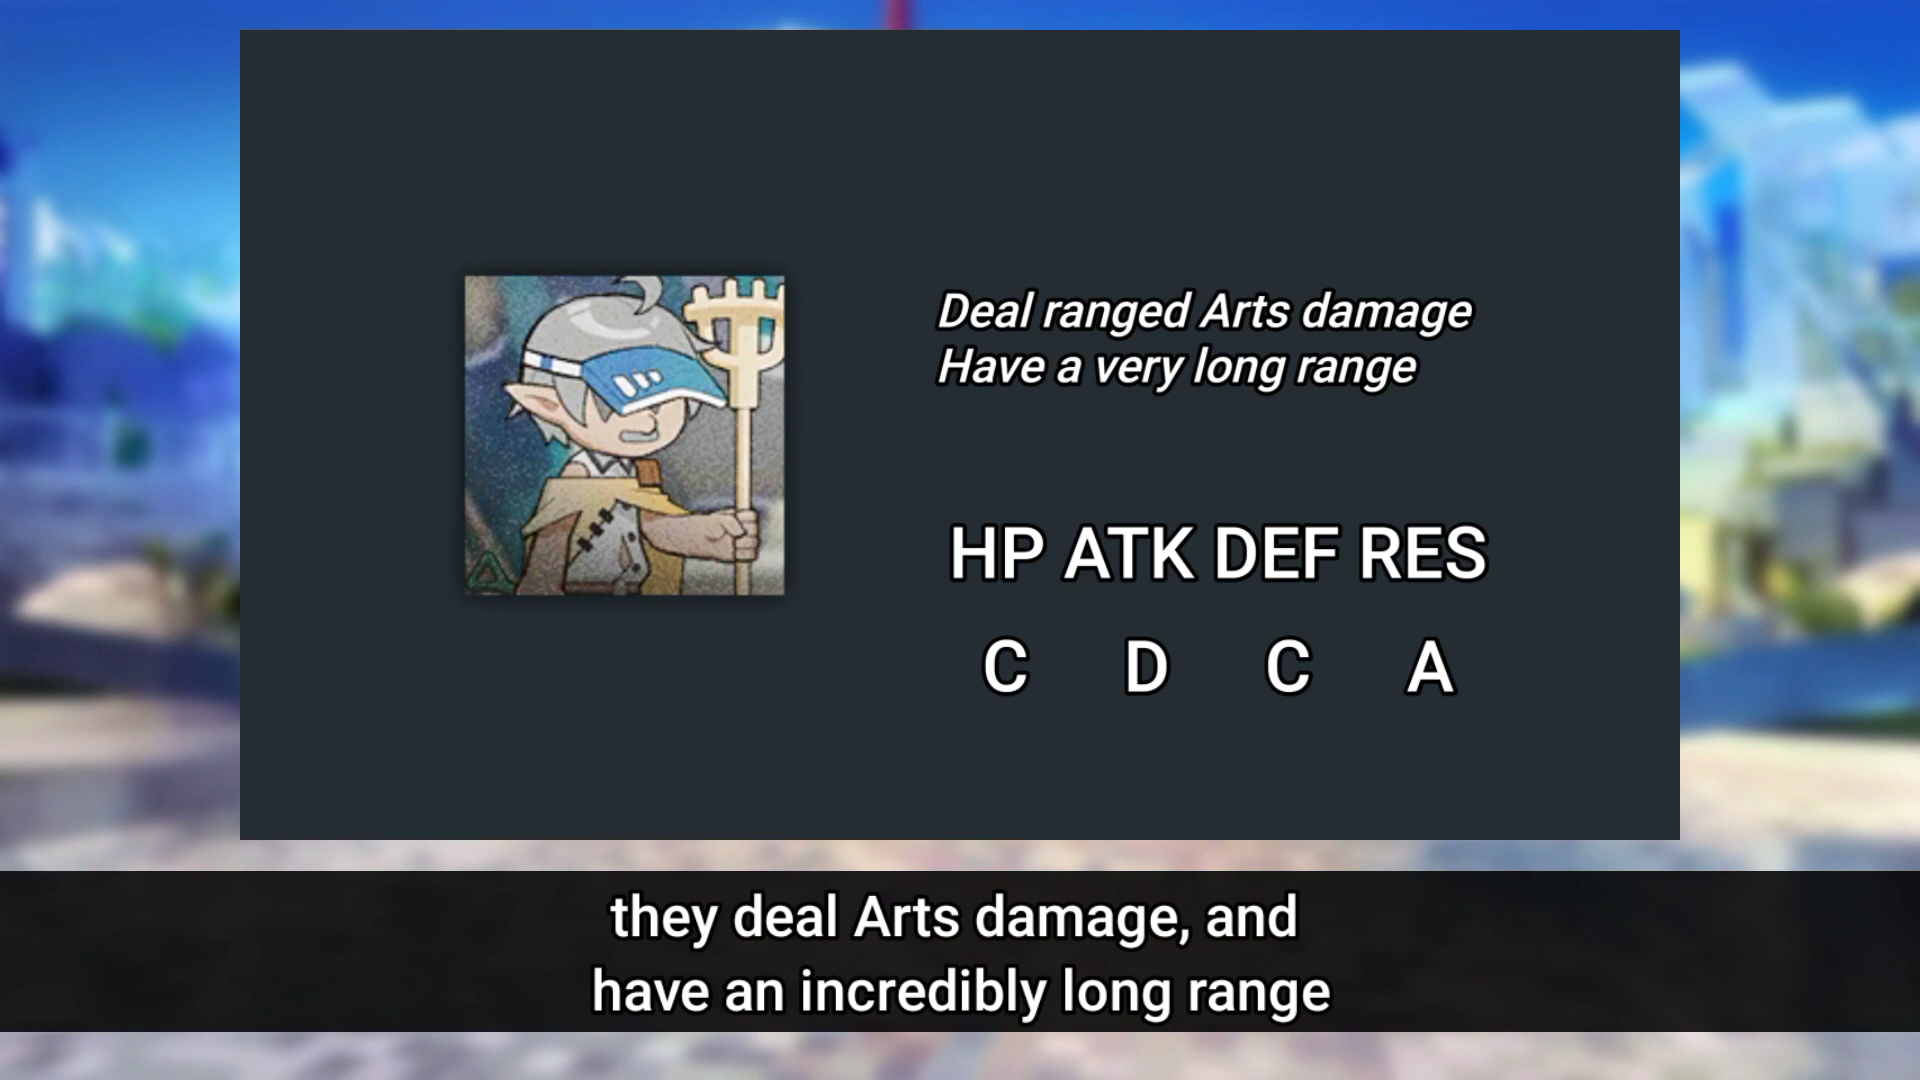 Deal ranged Arts damage
Have a very long range
HP ATK DEF RES
C D C A
they deal Arts damage, and
have an incredibly long range